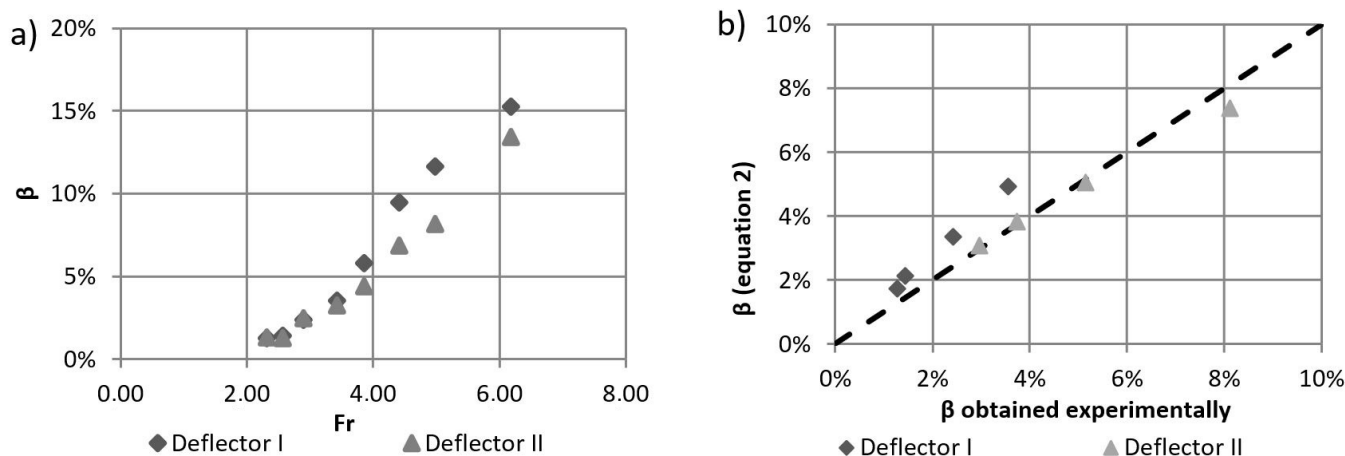 a)
20%
15%
10%
5%
0%
β
0.00 2.00 4.00 6.00 8.00
Fr
Deflector I Deflector II
b)
10%
8%
6%
4%
2%
0%
β (equation 2)
0% 2% 4% 6% 8% 10%
β obtained experimentally
Deflector I Deflector II